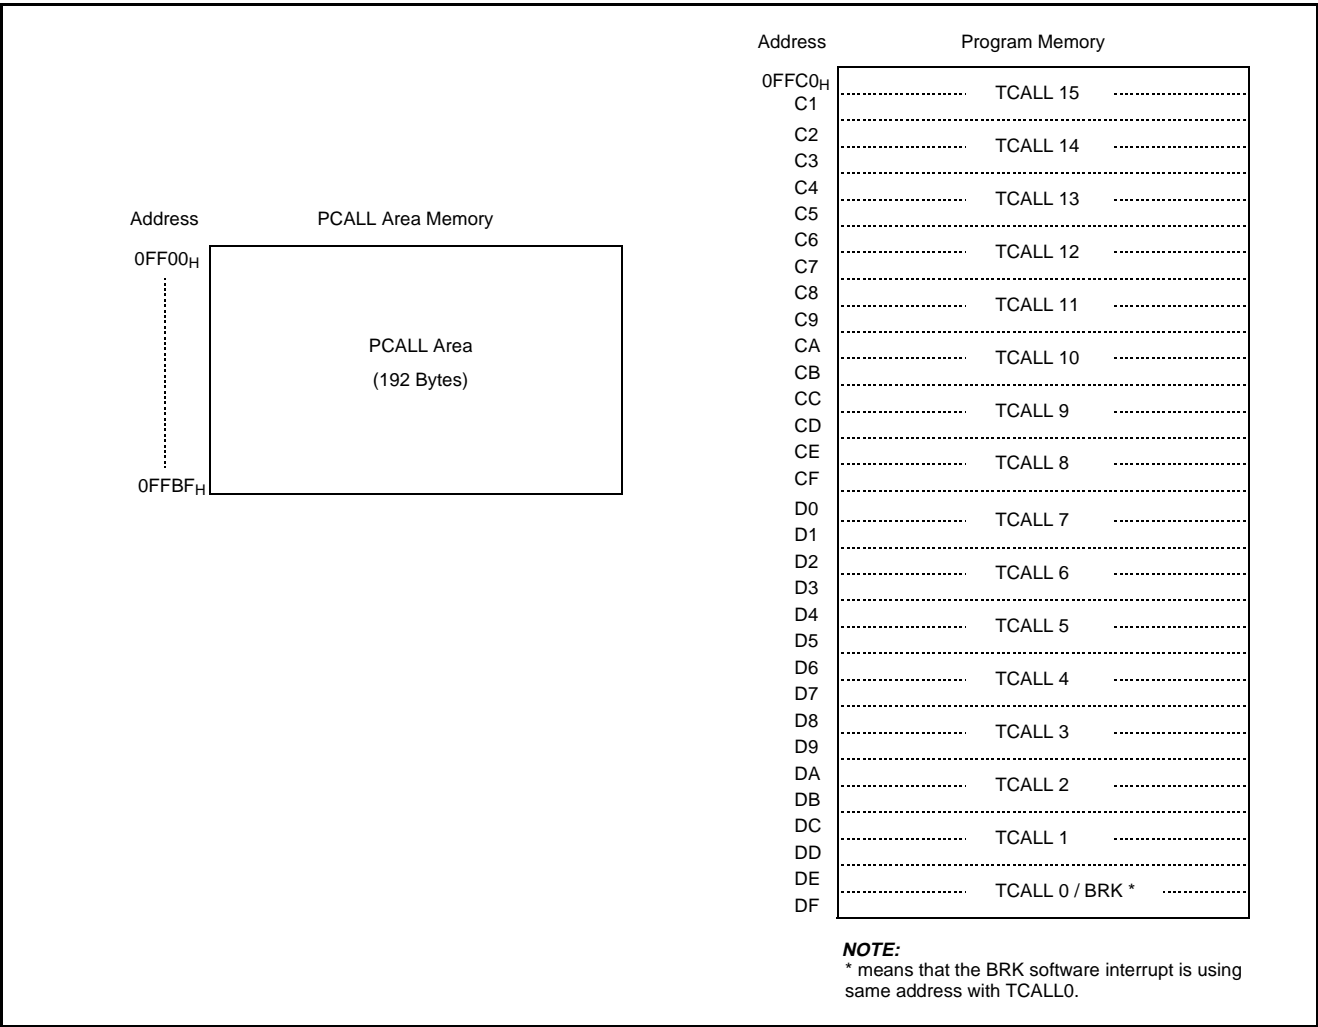 Address PCALL Area Memory
0FF00H
PCALL Area
(192 Bytes)
0FFBFH
Address Program Memory
0FFC0H
C1
TCALL 15
C2
C3
TCALL 14
C4
C5
TCALL 13
C6
C7
TCALL 12
C8
C9
TCALL 11
CA
CB
TCALL 10
CC
CD
TCALL 9
CE
CF
TCALL 8
D0
D1
TCALL 7
D2
D3
TCALL 6
D4
D5
TCALL 5
D6
D7
TCALL 4
D8
D9
TCALL 3
DA
DB
TCALL 2
DC
DD
TCALL 1
DE
DF
TCALL 0 / BRK *
NOTE:
* means that the BRK software interrupt is using
same address with TCALL0.